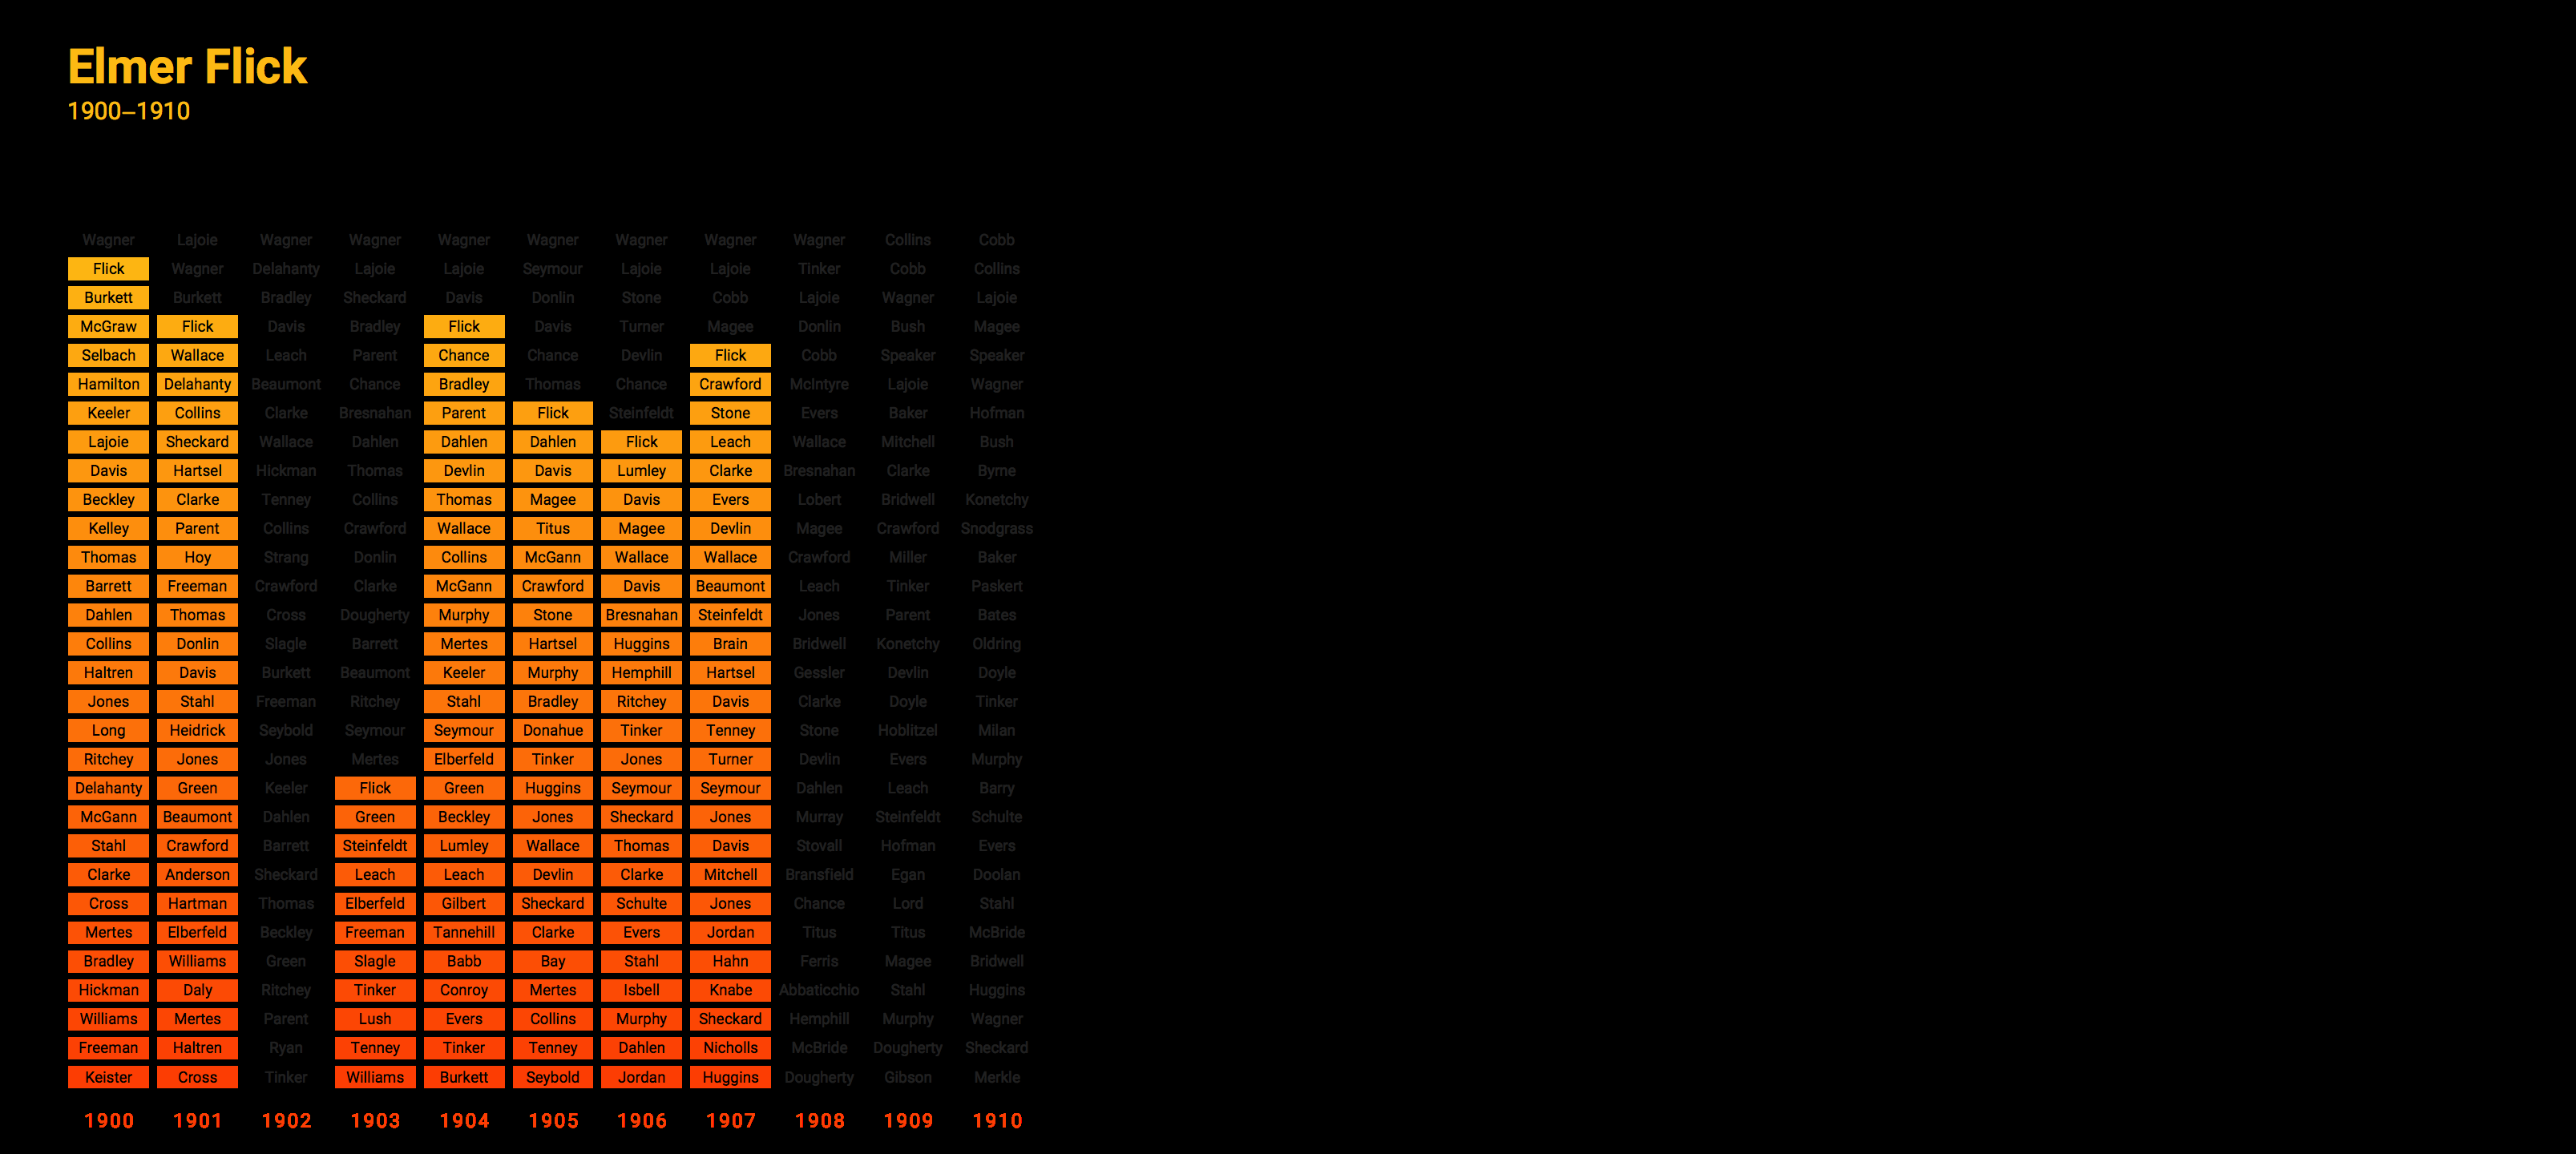 Elmer Flick
1900–1910
Wagner Lajoie Wagner Wagner Wagner Wagner Wagner Wagner Wagner Collins Cobb
Flick Wagner Delahanty Lajoie Lajoie Seymour Lajoie Lajoie Tinker Cobb Collins
Burkett Burkett Bradley Sheckard Davis Donlin Stone Cobb Lajoie Wagner Lajoie
McGraw Flick Davis Bradley Flick Davis Turner Magee Donlin Bush Magee
Selbach Wallace Leach Parent Chance Chance Devlin Flick Cobb Speaker Speaker
Hamilton Delahanty Beaumont Chance Bradley Thomas Chance Crawford McIntyre Lajoie Wagner
Keeler Collins Clarke Bresnahan Parent Flick Steinfeldt Stone Evers Baker Hofman
Lajoie Sheckard Wallace Dahlen Dahlen Dahlen Flick Leach Wallace Mitchell Bush
Davis Hartsel Hickman Thomas Devlin Davis Lumley Clarke Bresnahan Clarke Byrne
Beckley Clarke Tenney Collins Thomas Magee Davis Evers Lobert Bridwell Konetchy
Kelley Parent Collins Crawford Wallace Titus Magee Devlin Magee Crawford Snodgrass
Thomas Hoy Strang Donlin Collins McGann Wallace Wallace Crawford Miller Baker
Barrett Freeman Crawford Clarke McGann Crawford Davis Beaumont Leach Tinker Paskert
Dahlen Thomas Cross Dougherty Murphy Stone Bresnahan Steinfeldt Jones Parent Bates
Collins Donlin Slagle Barrett Mertes Hartsel Huggins Brain Bridwell Konetchy Oldring
Haltren Davis Burkett Beaumont Keeler Murphy Hemphill Hartsel Gessler Devlin Doyle
Jones Stahl Freeman Ritchey Stahl Bradley Ritchey Davis Clarke Doyle Tinker
Long Heidrick Seybold Seymour Seymour Donahue Tinker Tenney Stone Hoblitzel Milan
Ritchey Jones Jones Mertes Elberfeld Tinker Jones Turner Devlin Evers Murphy
Delahanty Green Keeler Flick Green Huggins Seymour Seymour Dahlen Leach Barry
McGann Beaumont Dahlen Green Beckley Jones Sheckard Jones Murray Steinfeldt Schulte
Stahl Crawford Barrett Steinfeldt Lumley Wallace Thomas Davis Stovall Hofman Evers
Clarke Anderson Sheckard Leach Leach Devlin Clarke Mitchell Bransfield Egan Doolan
Cross Hartman Thomas Elberfeld Gilbert Sheckard Schulte Jones Chance Lord Stahl
Mertes Elberfeld Beckley Freeman Tannehill Clarke Evers Jordan Titus Titus McBride
Bradley Williams Green Slagle Babb Bay Stahl Hahn Ferris Magee Bridwell
Hickman Daly Ritchey Tinker Conroy Mertes Isbell Knabe Abbaticchio Stahl Huggins
Williams Mertes Parent Lush Evers Collins Murphy Sheckard Hemphill Murphy Wagner
Freeman Haltren Ryan Tenney Tinker Tenney Dahlen Nicholls McBride Dougherty Sheckard
Keister Cross Tinker Williams Burkett Seybold Jordan Huggins Dougherty Gibson Merkle
1900 1901 1902 1903 1904 1905 1906 1907 1908 1909 1910